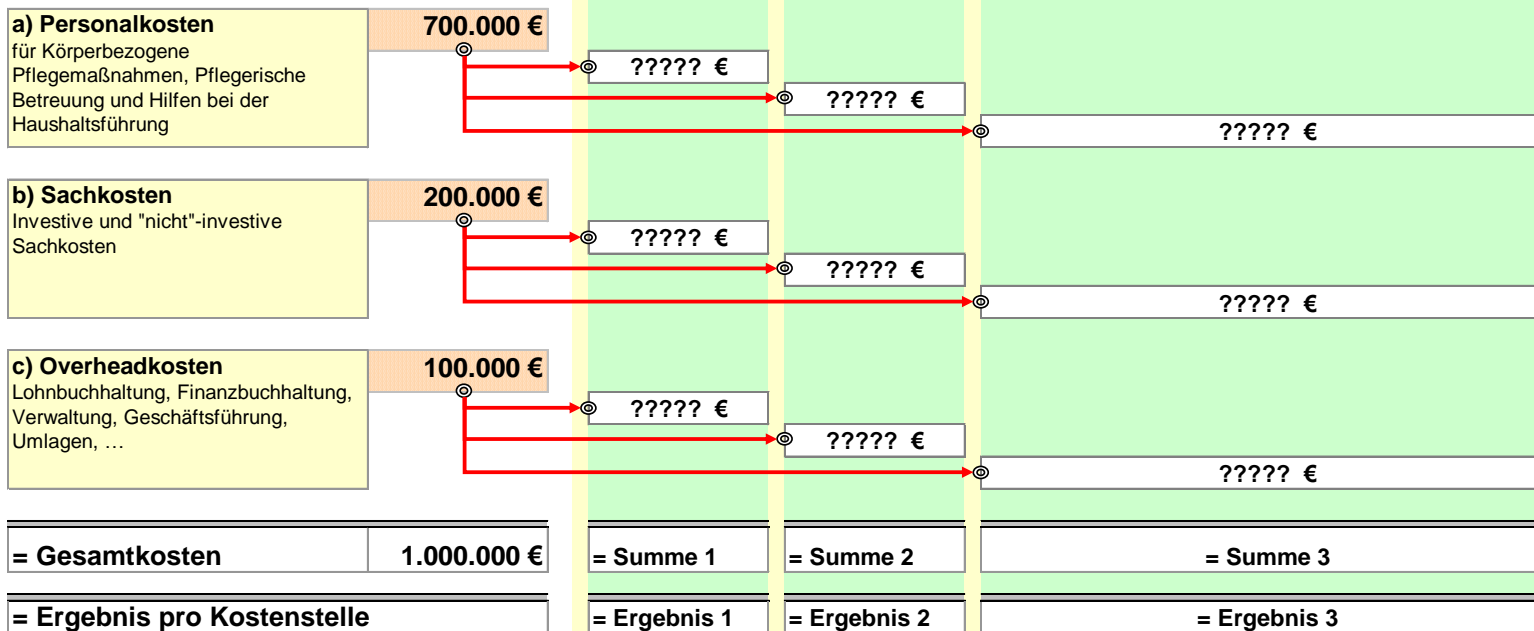 a) Personalkosten
700.000 €
für Körperbezogene
Pflegemaßnahmen, Pflegerische
Betreuung und Hilfen bei der
Haushaltsführung
????? €
????? €
????? €
b) Sachkosten
200.000 €
Investive und "nicht"-investive
Sachkosten
????? €
????? €
????? €
c) Overheadkosten
100.000 €
Lohnbuchhaltung, Finanzbuchhaltung,
Verwaltung, Geschäftsführung,
Umlagen, …
????? €
????? €
????? €
= Gesamtkosten 1.000.000 € = Summe 1 = Summe 2 = Summe 3
= Ergebnis pro Kostenstelle = Ergebnis 1 = Ergebnis 2 = Ergebnis 3